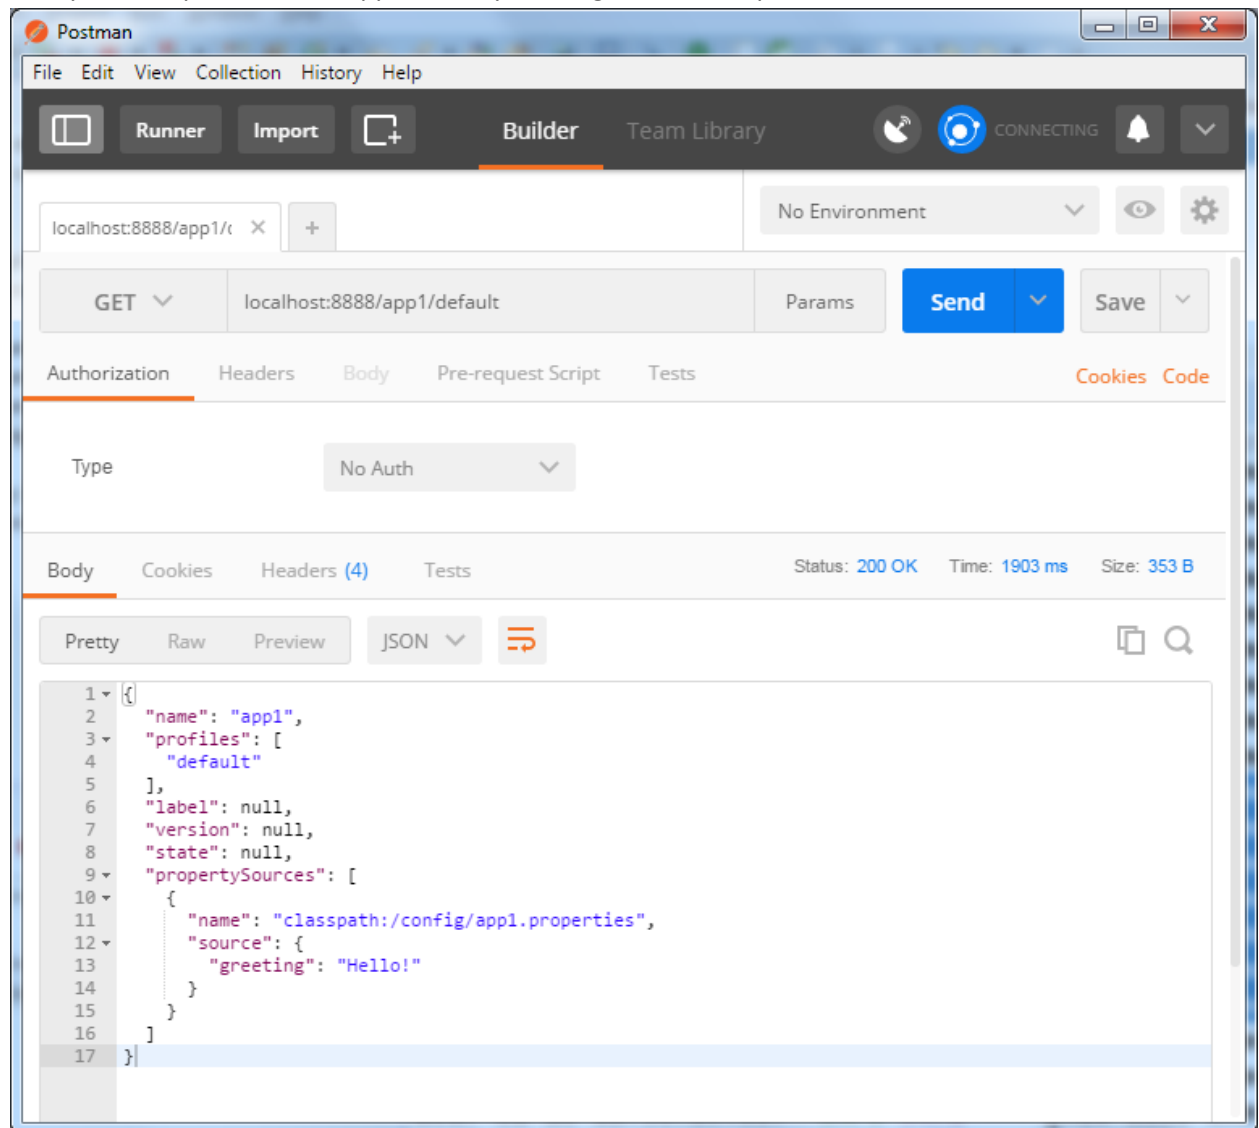 Postman
File Edit View Collection History Help
Runner Import Builder Team Library CONNECTING
localhost:8888/app1/ No Environment
GET localhost:8888/app1/default Params Send Save
Authorization Headers Body Pre-request Script Tests Cookies Code
Type No Auth
Body Cookies Headers (4) Tests Status: 200 OK Time: 1903 ms Size: 353 B
Pretty Raw Preview JSON
1 {
2 "name": "app1",
3 "profiles": [
4 "default"
5 ],
6 "label": null,
7 "version": null,
8 "state": null,
9 "propertySources": [
10 {
11 "name": "classpath:/config/app1.properties",
12 "source": {
13 "greeting": "Hello!"
14 }
15 }
16 ]
17 }